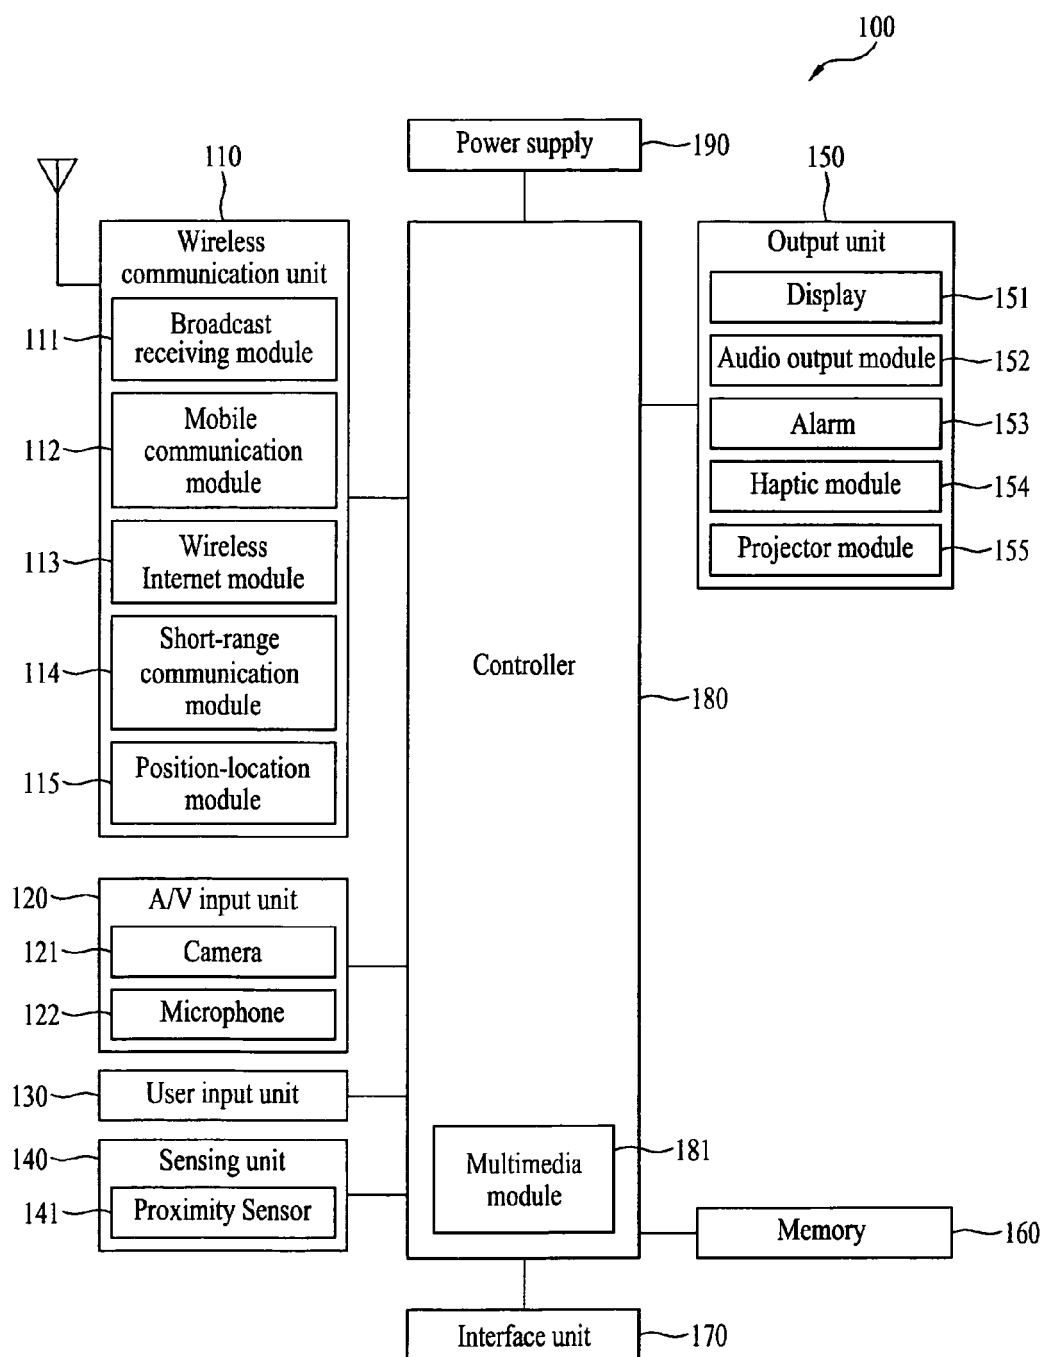 100
Power supply
190
110
Wireless
communication unit
111
Broadcast
receiving module
112
Mobile
communication
module
113
Wireless
Internet module
114
Short-range
communication
module
115
Position-location
module
120
A/V input unit
121
Camera
122
Microphone
130
User input unit
140
Sensing unit
141
Proximity Sensor
Controller
180
Multimedia
module
181
150
Output unit
Display
151
Audio output module
152
Alarm
153
Haptic module
154
Projector module
155
Memory
160
Interface unit
170